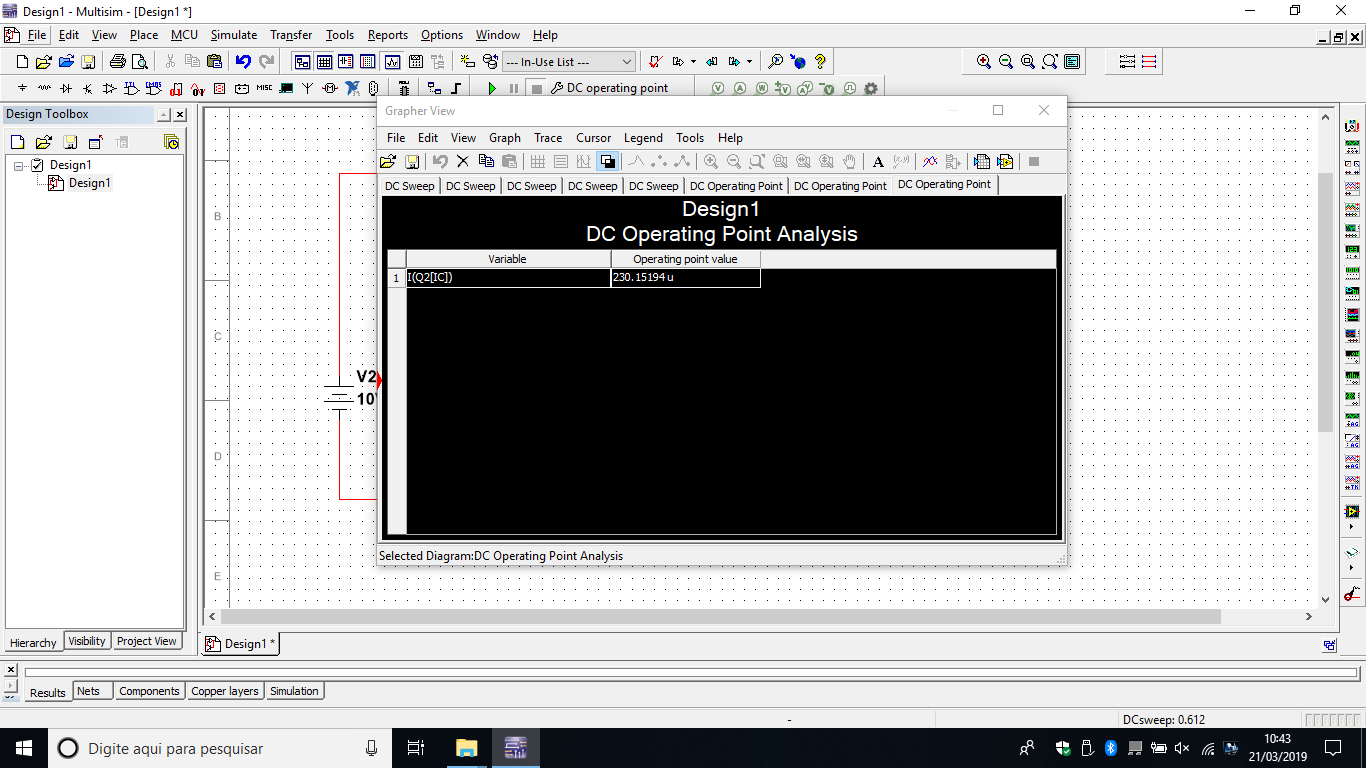 Design1 - Multisim - [Design1 *]
File Edit View Place MCU Simulate Transfer Tools Reports Options Window Help
--- In-Use List ---
MISC
DC operating point
Design Toolbox
Design1
Design1
Hierarchy Visibility Project View
B
C
D
E
V2
10V
Grapher View
File Edit View Graph Trace Cursor Legend Tools Help
DC Sweep DC Sweep DC Sweep DC Sweep DC Sweep DC Operating Point DC Operating Point DC Operating Point
Design1
DC Operating Point Analysis
Variable Operating point value
1 I(Q2[IC]) 230.15194 u
Selected Diagram:DC Operating Point Analysis
Design1 *
Results Nets Components Copper layers Simulation
- DCsweep: 0.612
Digite aqui para pesquisar
10:43
21/03/2019